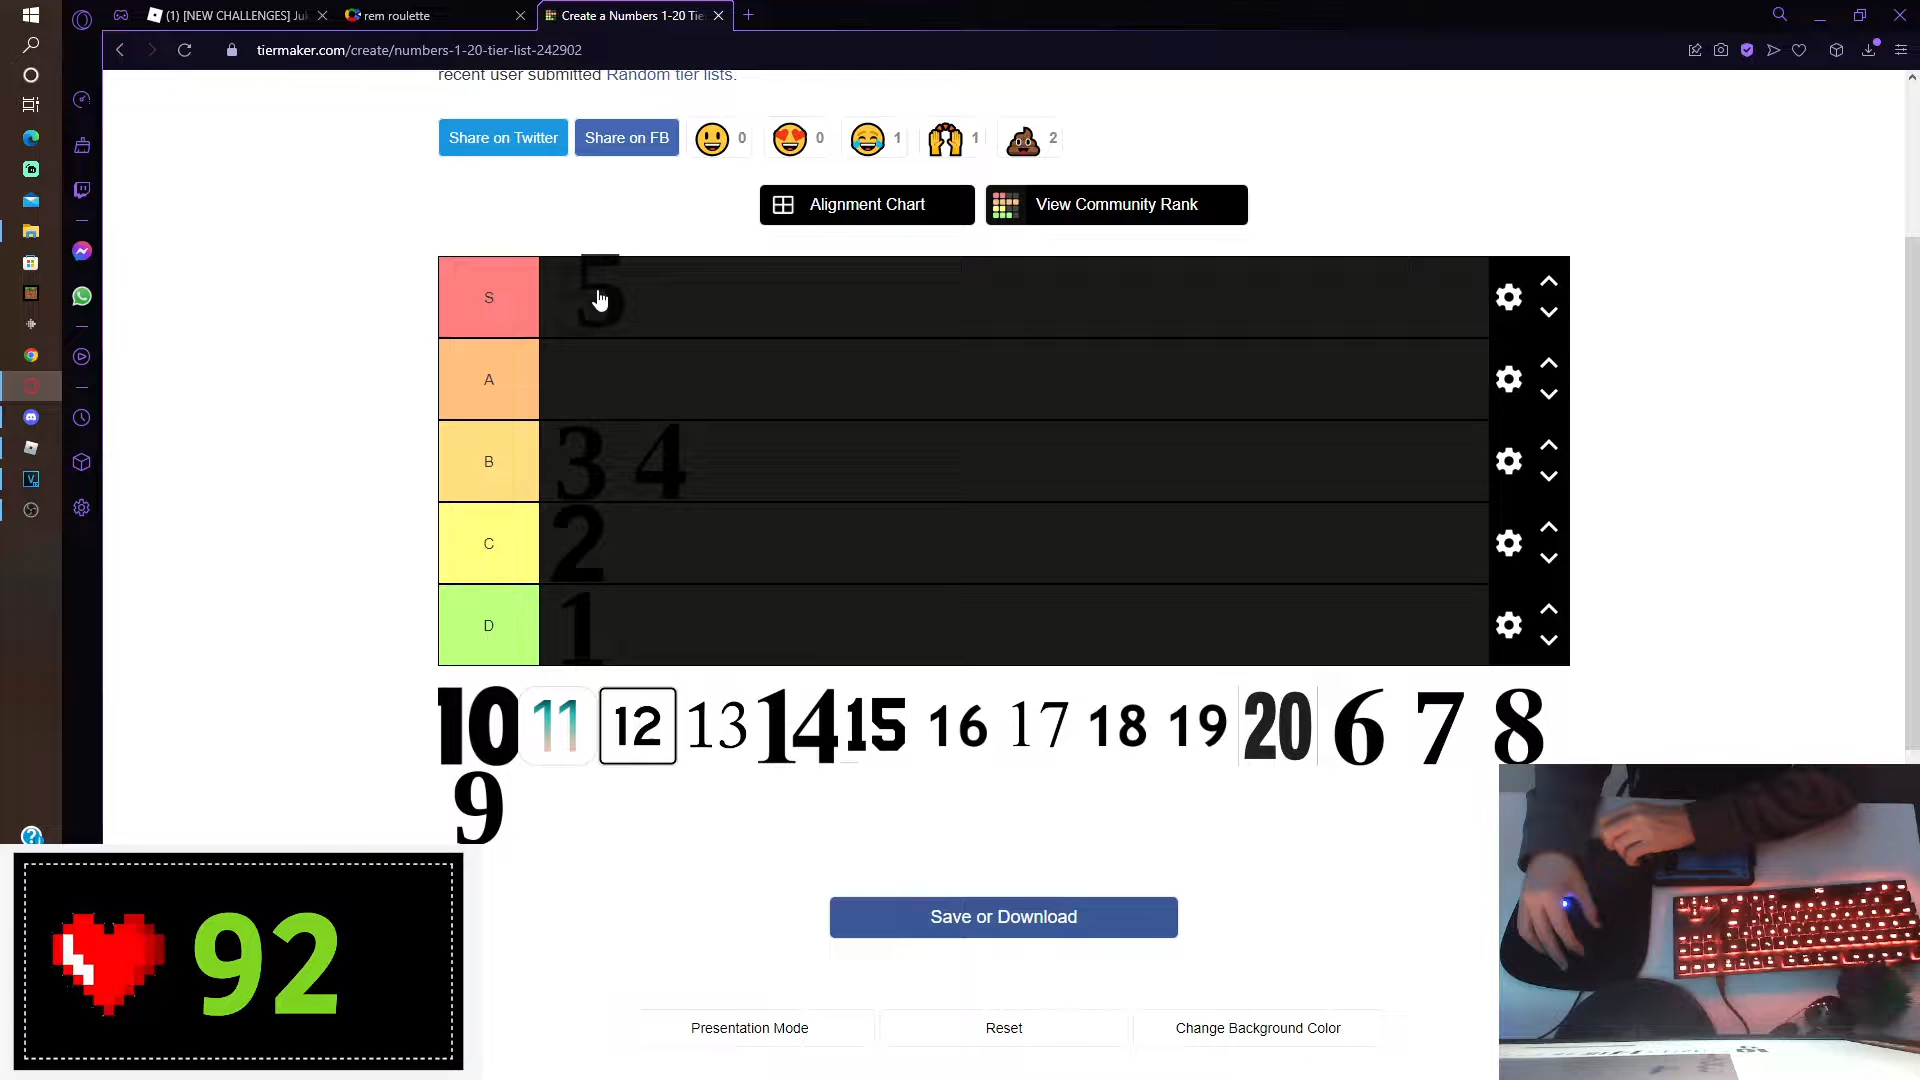 (1) [NEW CHALLENGES] Ju
rem roulette
Create a Numbers 1-20 Tie
tiermaker.com/create/numbers-1-20-tier-list-242902
recent user submitted Random tier lists.
Share on Twitter
Share on FB
0
0
1
1
2
Alignment Chart
View Community Rank
S
5
A
B
3 4
C
2
D
1
10 11 12 13 14 15 16 17 18 19 20 6 7 8
9
Save or Download
92
Presentation Mode
Reset
Change Background Color